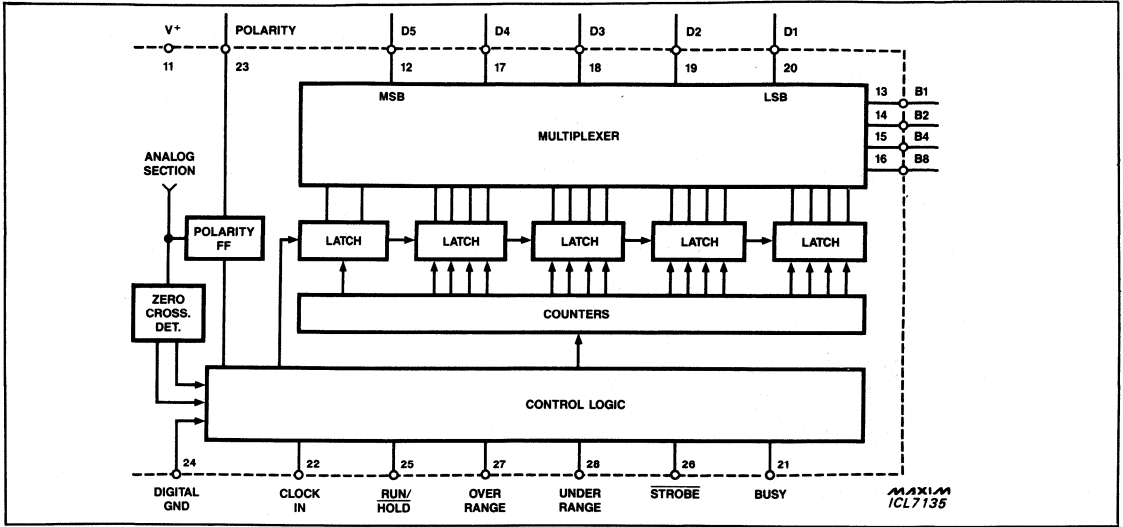 V+ POLARITY D5 D4 D3 D2 D1
11 23 12 17 18 19 20
MSB LSB
MULTIPLEXER
13 B1
14 B2
15 B4
16 B8
ANALOG
SECTION
POLARITY
FF
LATCH LATCH LATCH LATCH LATCH
ZERO
CROSS.
DET.
COUNTERS
CONTROL LOGIC
24 22 25 27 28 26 21
DIGITAL
GND
CLOCK
IN
RUN/
HOLD
OVER
RANGE
UNDER
RANGE
STROBE
BUSY
MAXIM
ICL7135